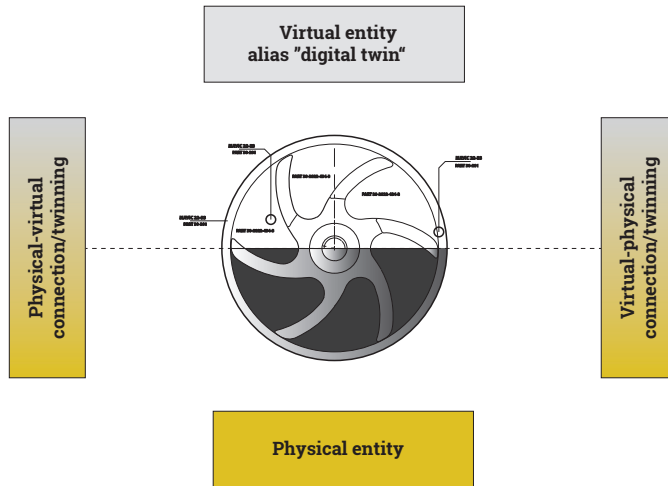 Virtual entity
alias ”digital twin“
Physical-virtual
connection/twinning
Virtual-physical
connection/twinning
Physical entity